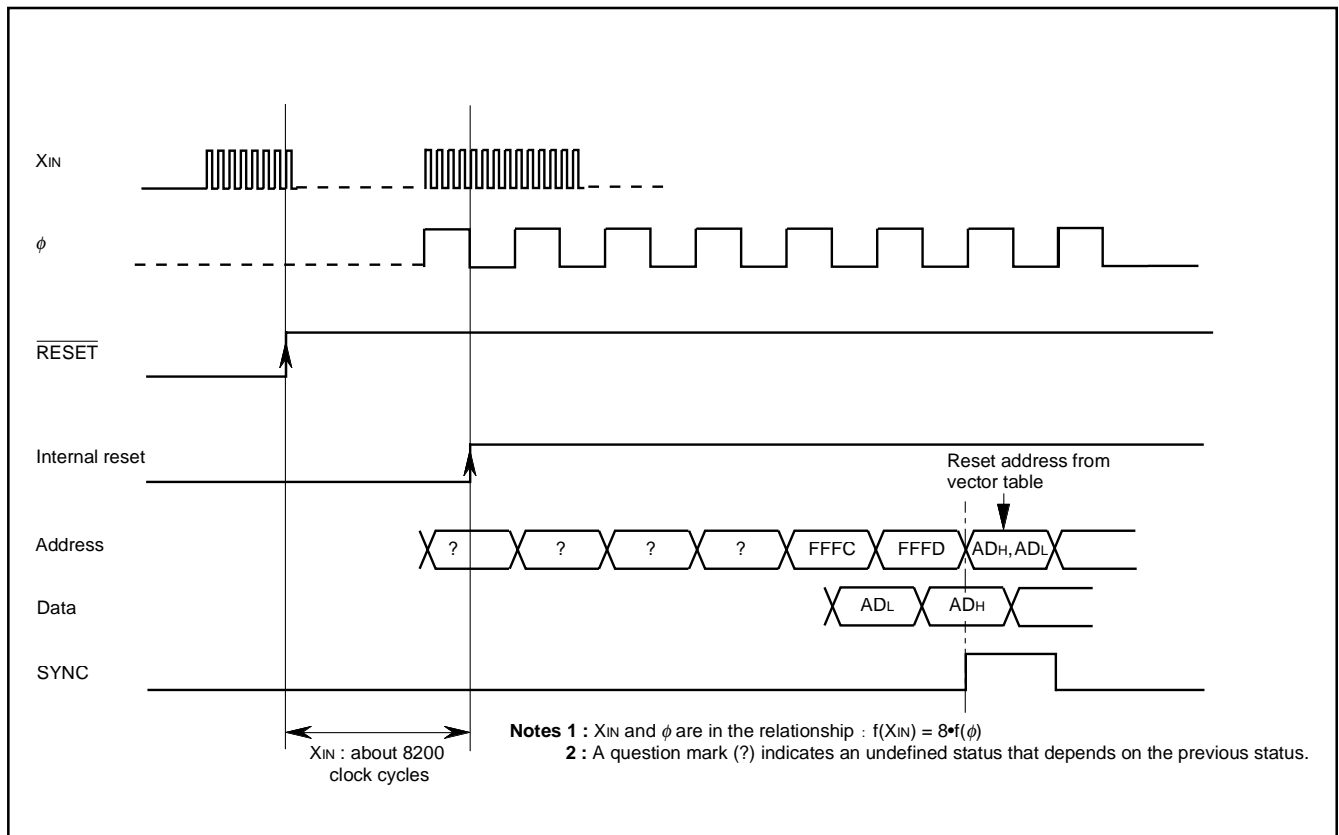 XIN
ϕ
RESET
Internal reset
Reset address from
vector table
Address
? ? ? ? FFFC FFFD ADH, ADL
Data
ADL ADH
SYNC
XIN : about 8200
clock cycles
Notes 1 : XIN and ϕ are in the relationship : f(XIN) = 8•f(ϕ)
2 : A question mark (?) indicates an undefined status that depends on the previous status.